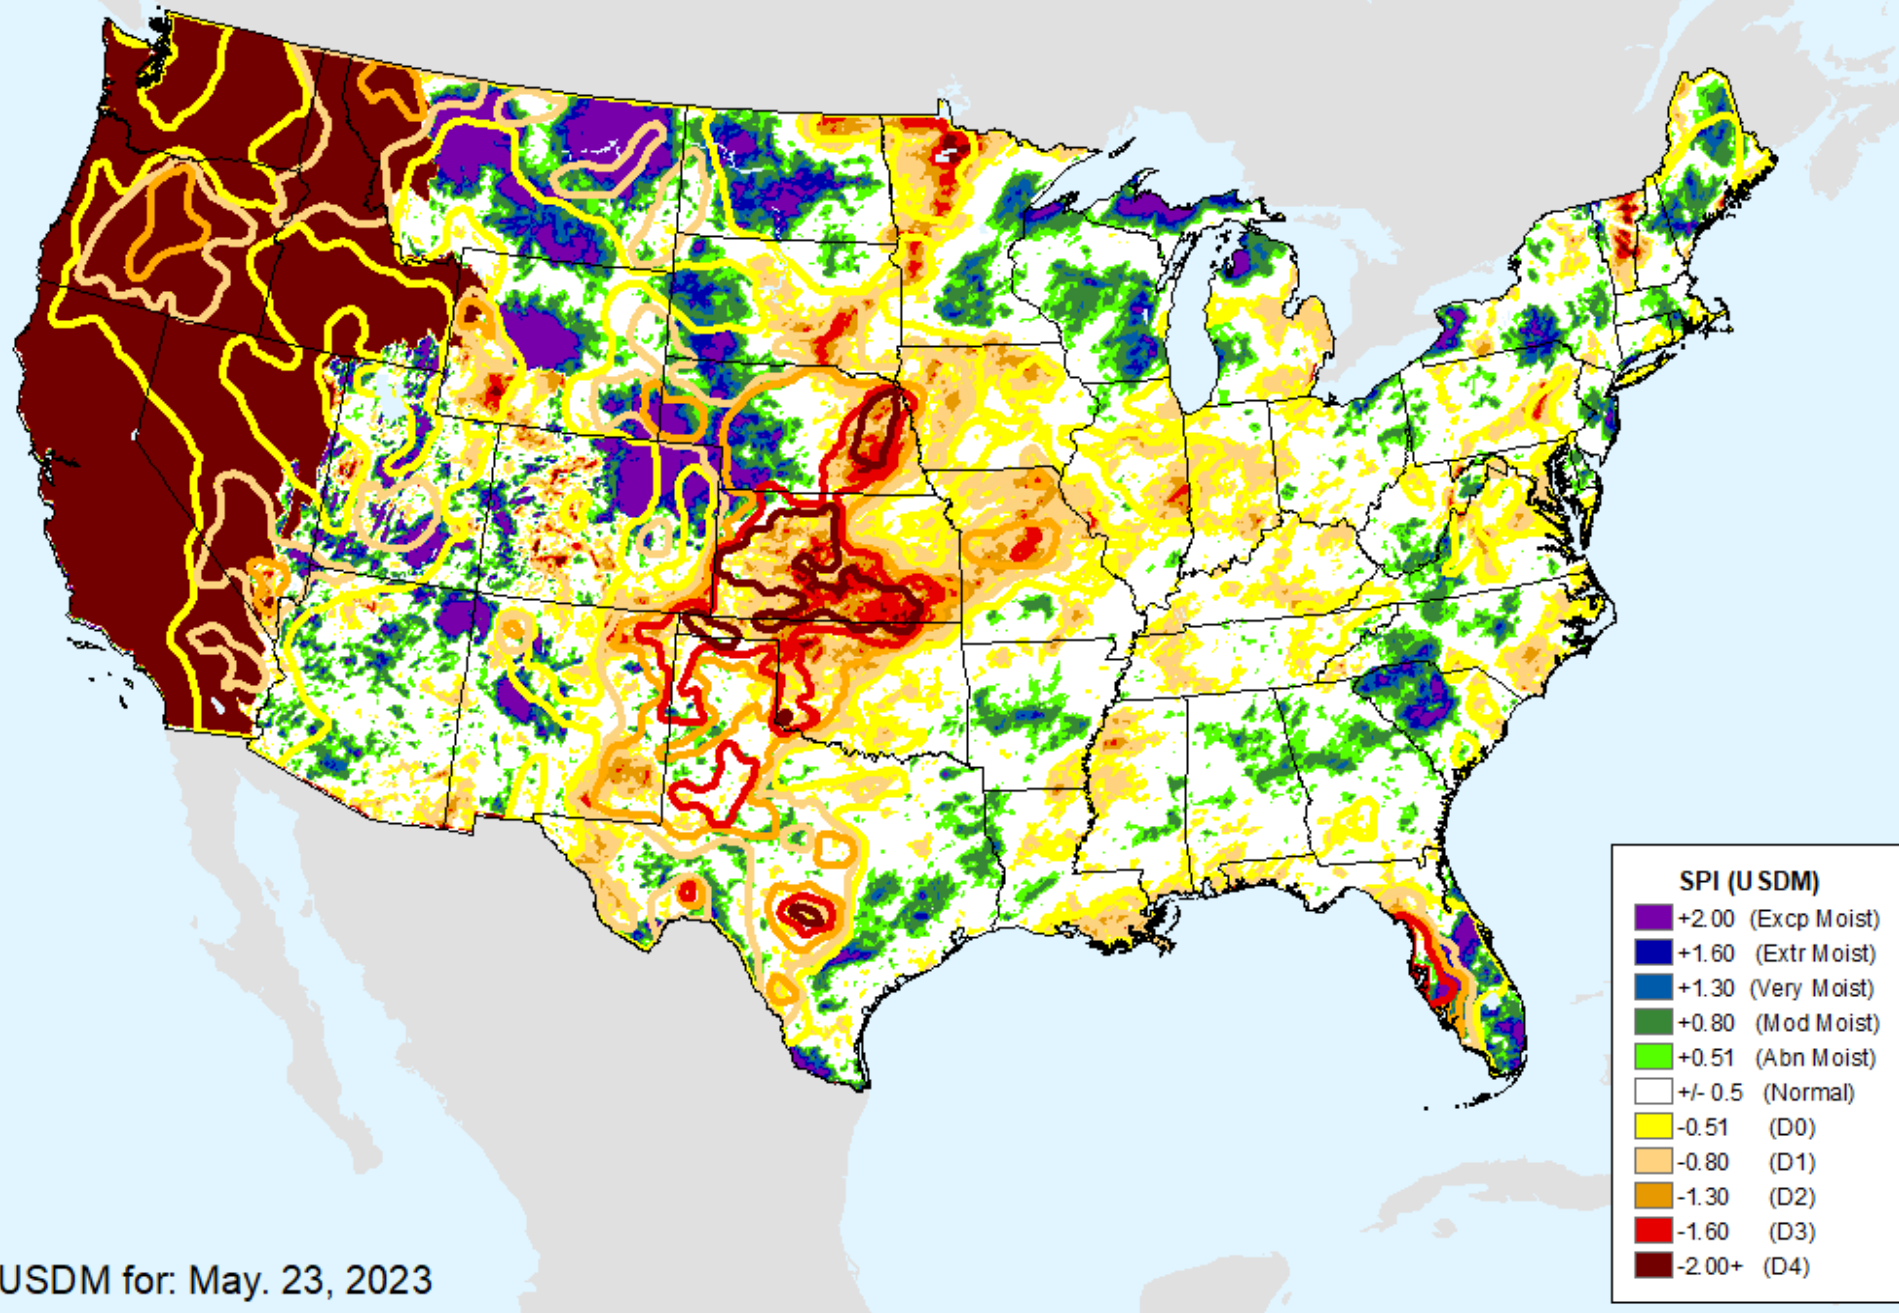 SPI (USDM)
+2.00 (Excp Moist)
+1.60 (Extr Moist)
+1.30 (Very Moist)
+0.80 (Mod Moist)
+0.51 (Abn Moist)
+/- 0.5 (Normal)
-0.51 (D0)
-0.80 (D1)
-1.30 (D2)
-1.60 (D3)
-2.00+ (D4)
USDM for: May. 23, 2023